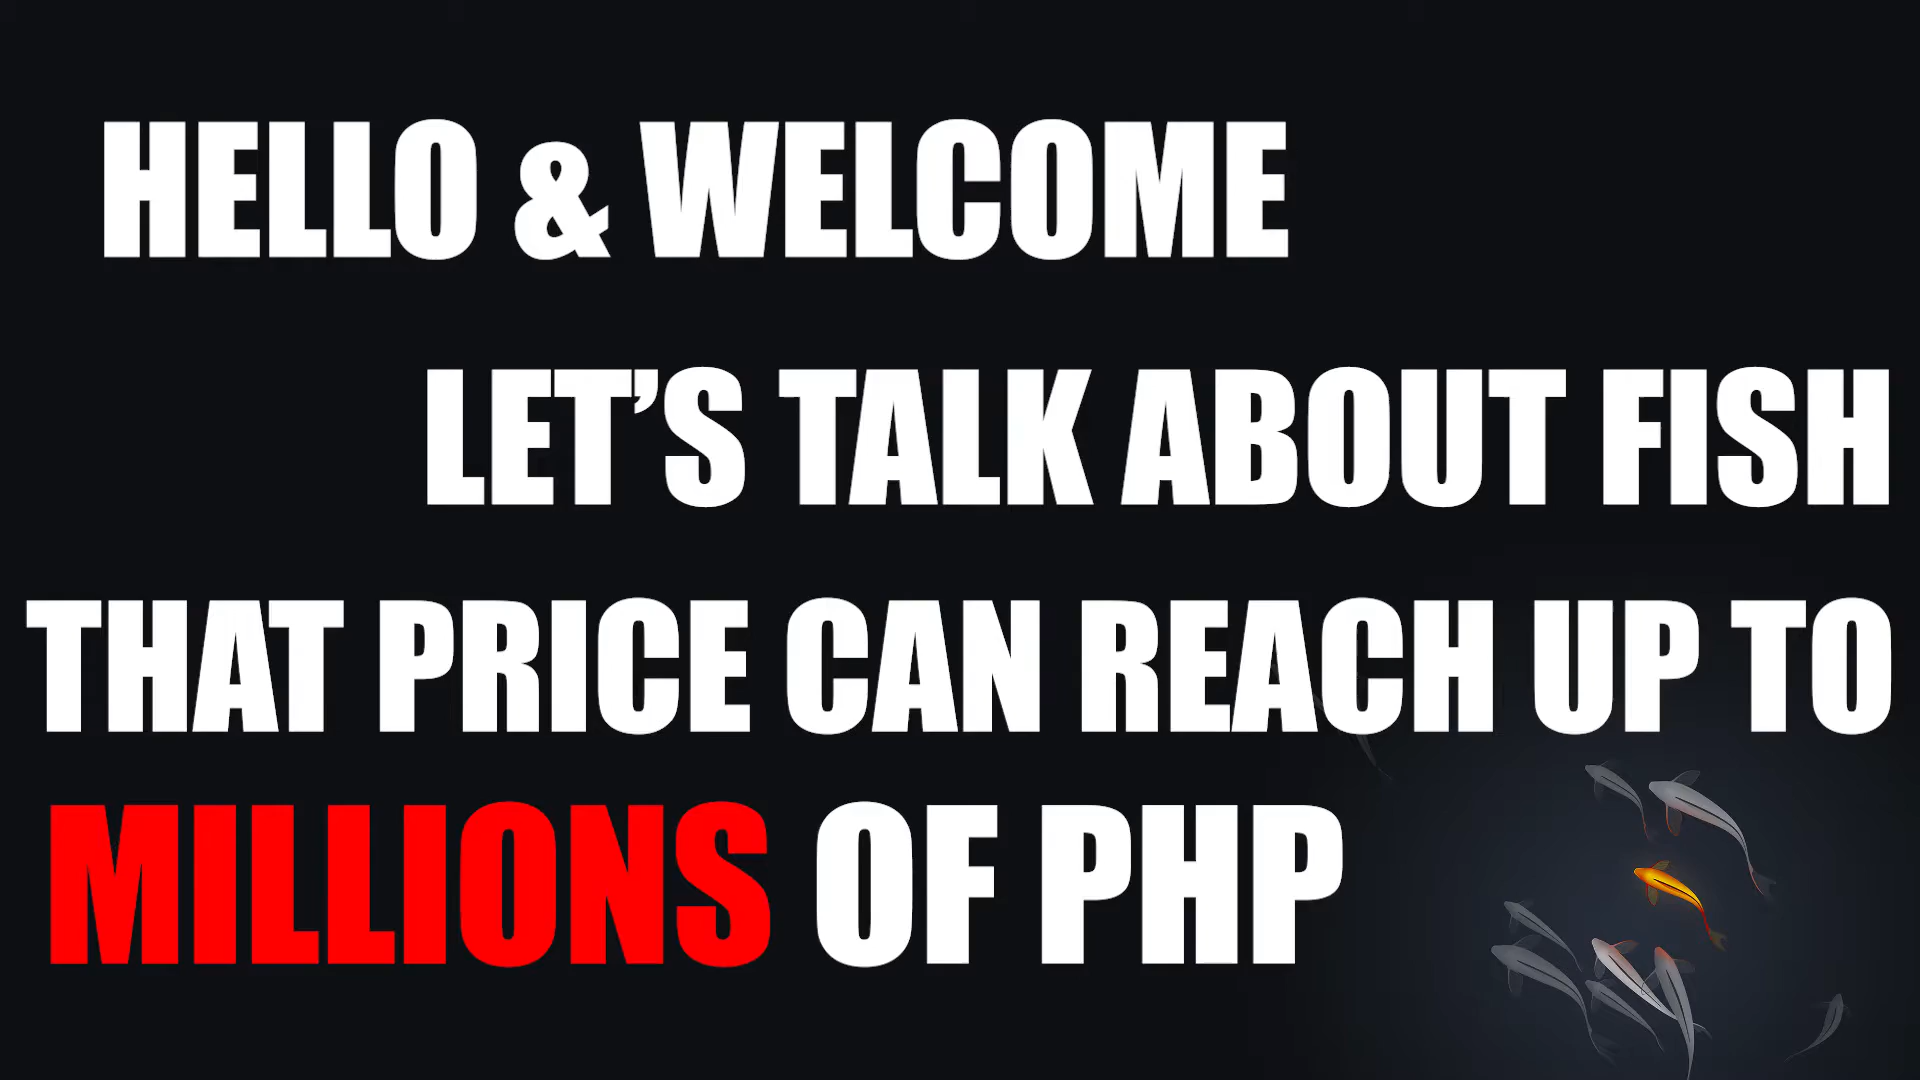 HELLO & WELCOME
LET’S TALK ABOUT FISH
THAT PRICE CAN REACH UP TO
MILLIONS OF PHP